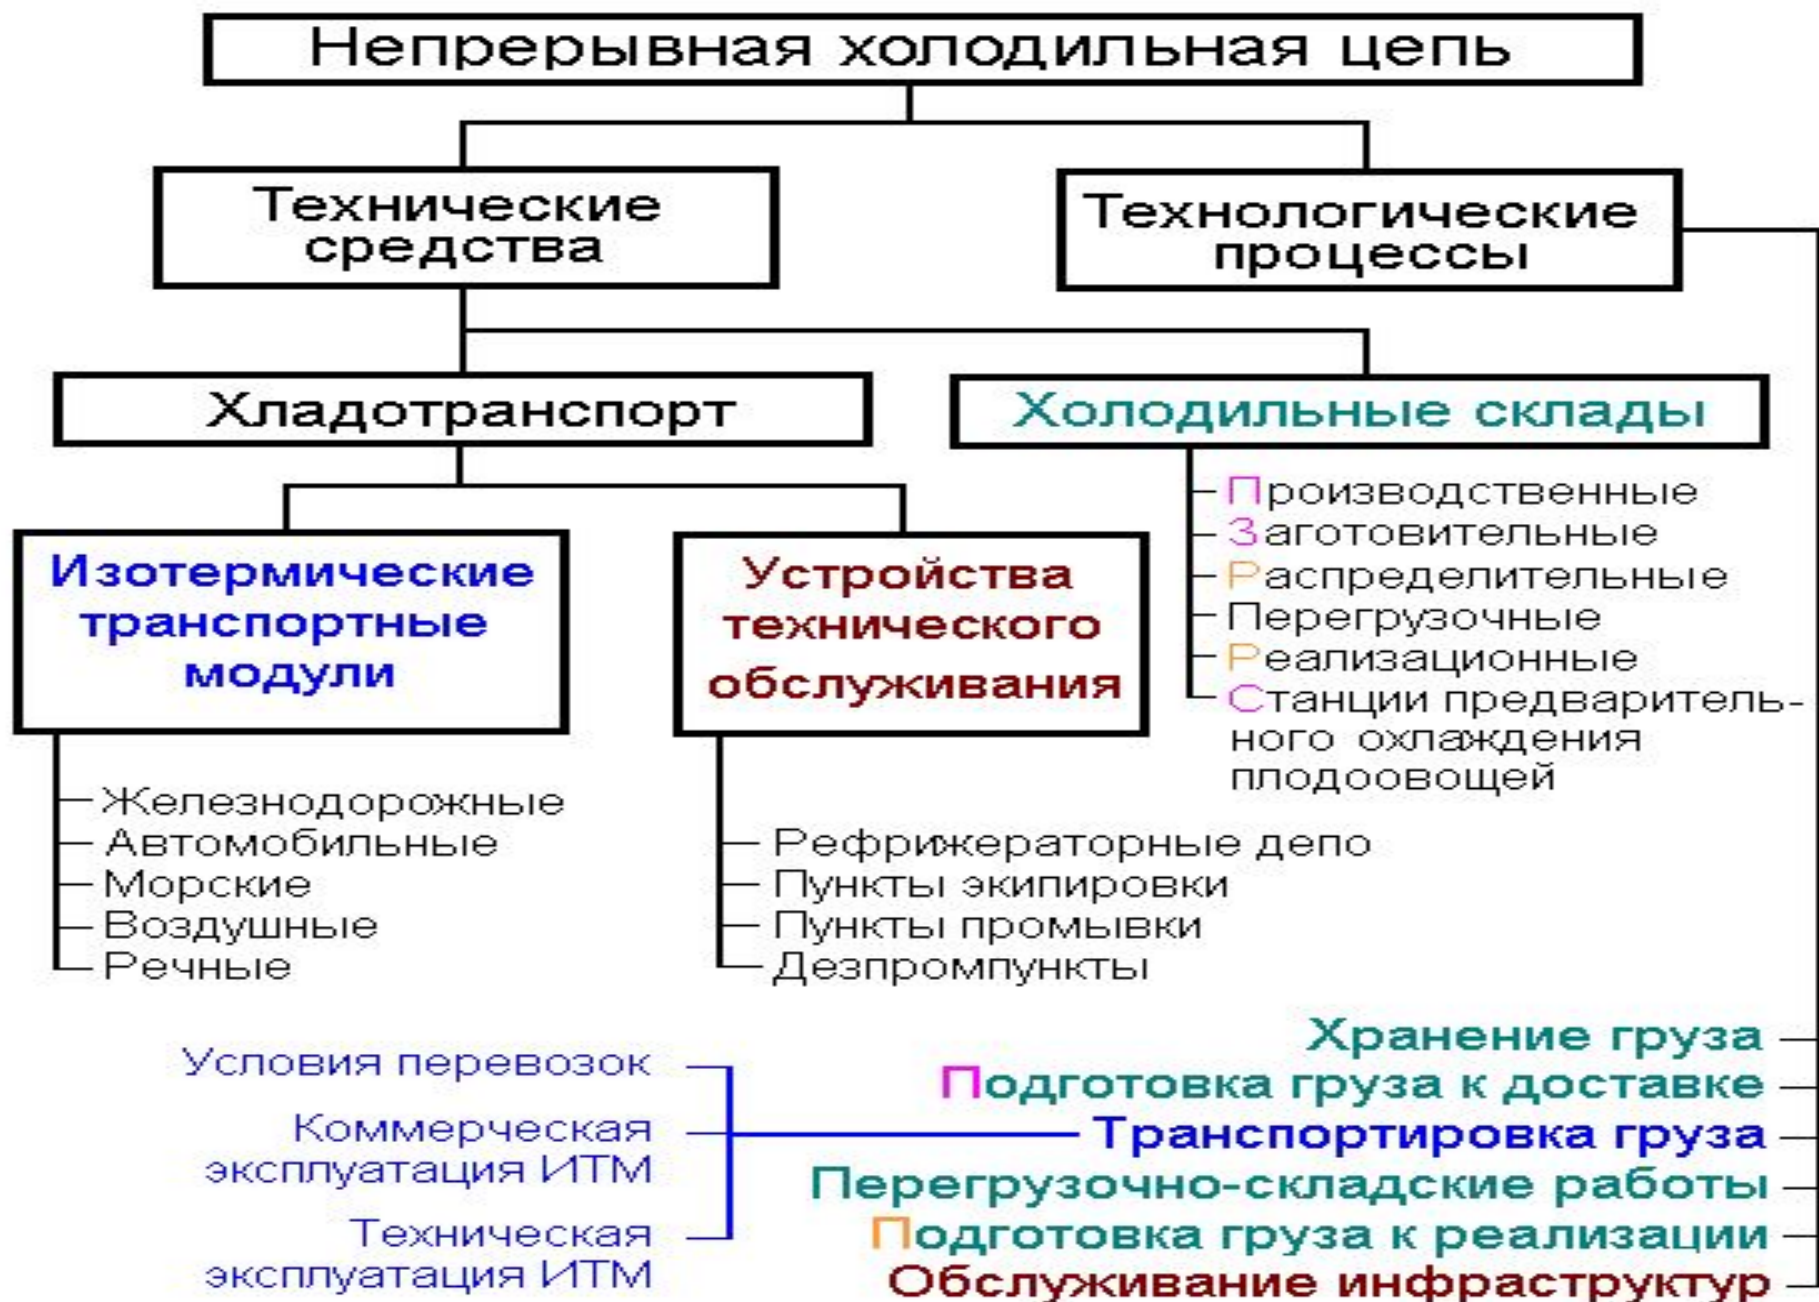 Непрерывная холодильная цепь
Технические
средства
Технологические
процессы
Хладотранспорт
Холодильные склады
Изотермические
транспортные
модули
Устройства
технического
обслуживания
Производственные
Заготовительные
Распределительные
Перегрузочные
Реализационные
Станции предваритель-
ного охлаждения
плодоовощей
Железнодорожные
Автомобильные
Морские
Воздушные
Речные
Рефрижераторные депо
Пункты экипировки
Пункты промывки
Дезпромпункты
Хранение груза
Подготовка груза к доставке
Транспортировка груза
Перегрузочно-складские работы
Подготовка груза к реализации
Обслуживание инфраструктур
Условия перевозок
Коммерческая
эксплуатация ИТМ
Техническая
эксплуатация ИТМ